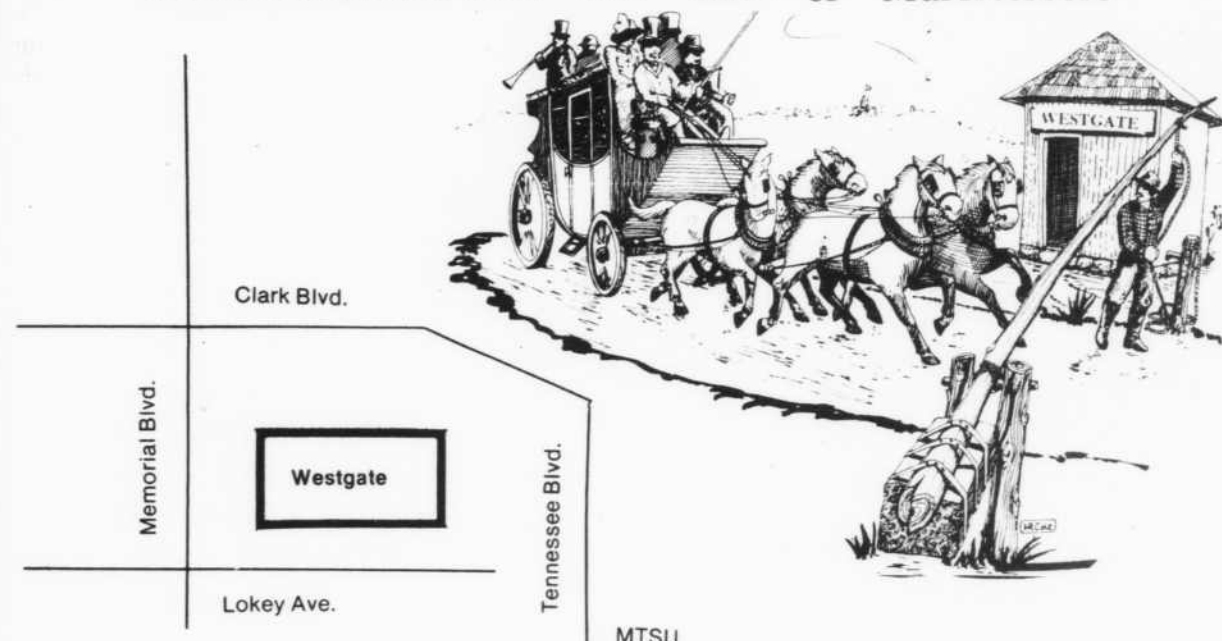 WESTGATE
Clark Blvd.
Memorial Blvd.
Westgate
Tennessee Blvd.
Lokey Ave.
MTSU